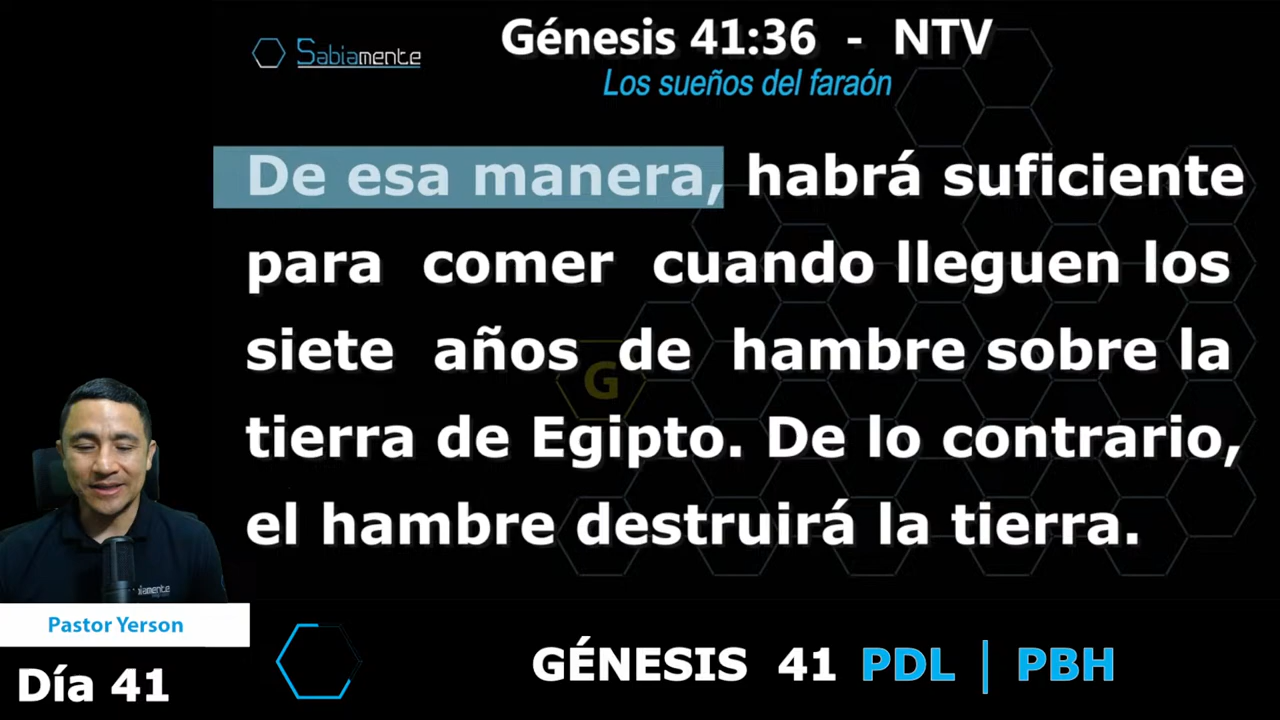 Sabiamente
Génesis 41:36 - NTV
Los sueños del faraón
De esa manera, habrá suficiente
para comer cuando lleguen los
siete años de hambre sobre la
tierra de Egipto. De lo contrario,
el hambre destruirá la tierra.
G
iamente
Pastor Yerson
Día 41
GÉNESIS 41 PDL | PBH